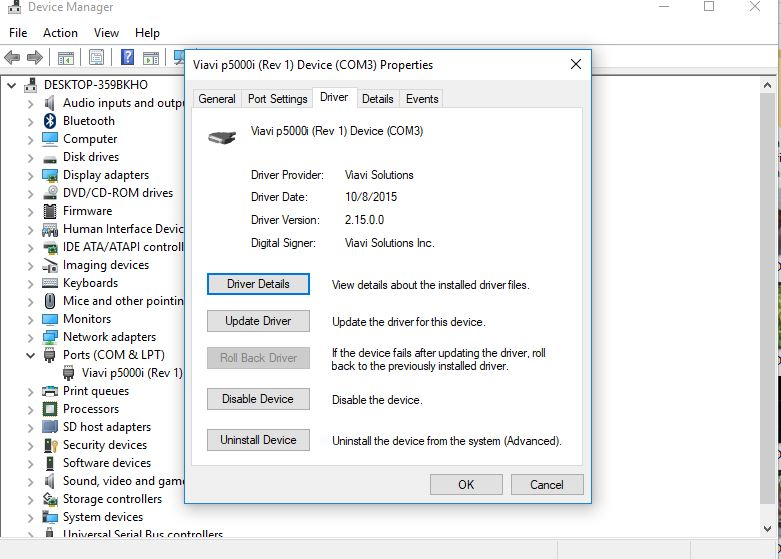 Device Manager
File Action View Help
DESKTOP-359BKHO
Audio inputs and outpu
Bluetooth
Computer
Disk drives
Display adapters
DVD/CD-ROM drives
Firmware
Human Interface Devic
IDE ATA/ATAPI controll
Imaging devices
Keyboards
Mice and other pointin
Monitors
Network adapters
Ports (COM & LPT)
Viavi p5000i (Rev 1)
Print queues
Processors
SD host adapters
Security devices
Software devices
Sound, video and game
Storage controllers
System devices
Universal Serial Bus controllers
Viavi p5000i (Rev 1) Device (COM3) Properties
General Port Settings Driver Details Events
Viavi p5000i (Rev 1) Device (COM3)
Driver Provider: Viavi Solutions
Driver Date: 10/8/2015
Driver Version: 2.15.0.0
Digital Signer: Viavi Solutions Inc.
Driver Details View details about the installed driver files.
Update Driver Update the driver for this device.
Roll Back Driver If the device fails after updating the driver, roll
back to the previously installed driver.
Disable Device Disable the device.
Uninstall Device Uninstall the device from the system (Advanced).
OK Cancel